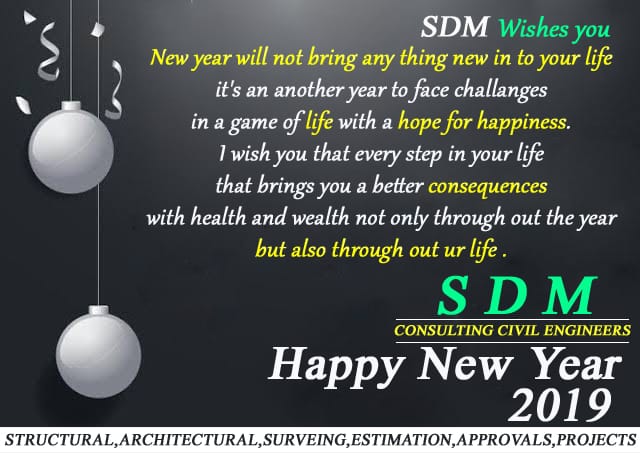 SDM Wishes you
New year will not bring any thing new in to your life
it's an another year to face challanges
in a game of life with a hope for happiness.
I wish you that every step in your life
that brings you a better consequences
with health and wealth not only through out the year
but also through out ur life .
S D M
CONSULTING CIVIL ENGINEERS
Happy New Year
2019
STRUCTURAL,ARCHITECTURAL,SURVEING,ESTIMATION,APPROVALS,PROJECTS